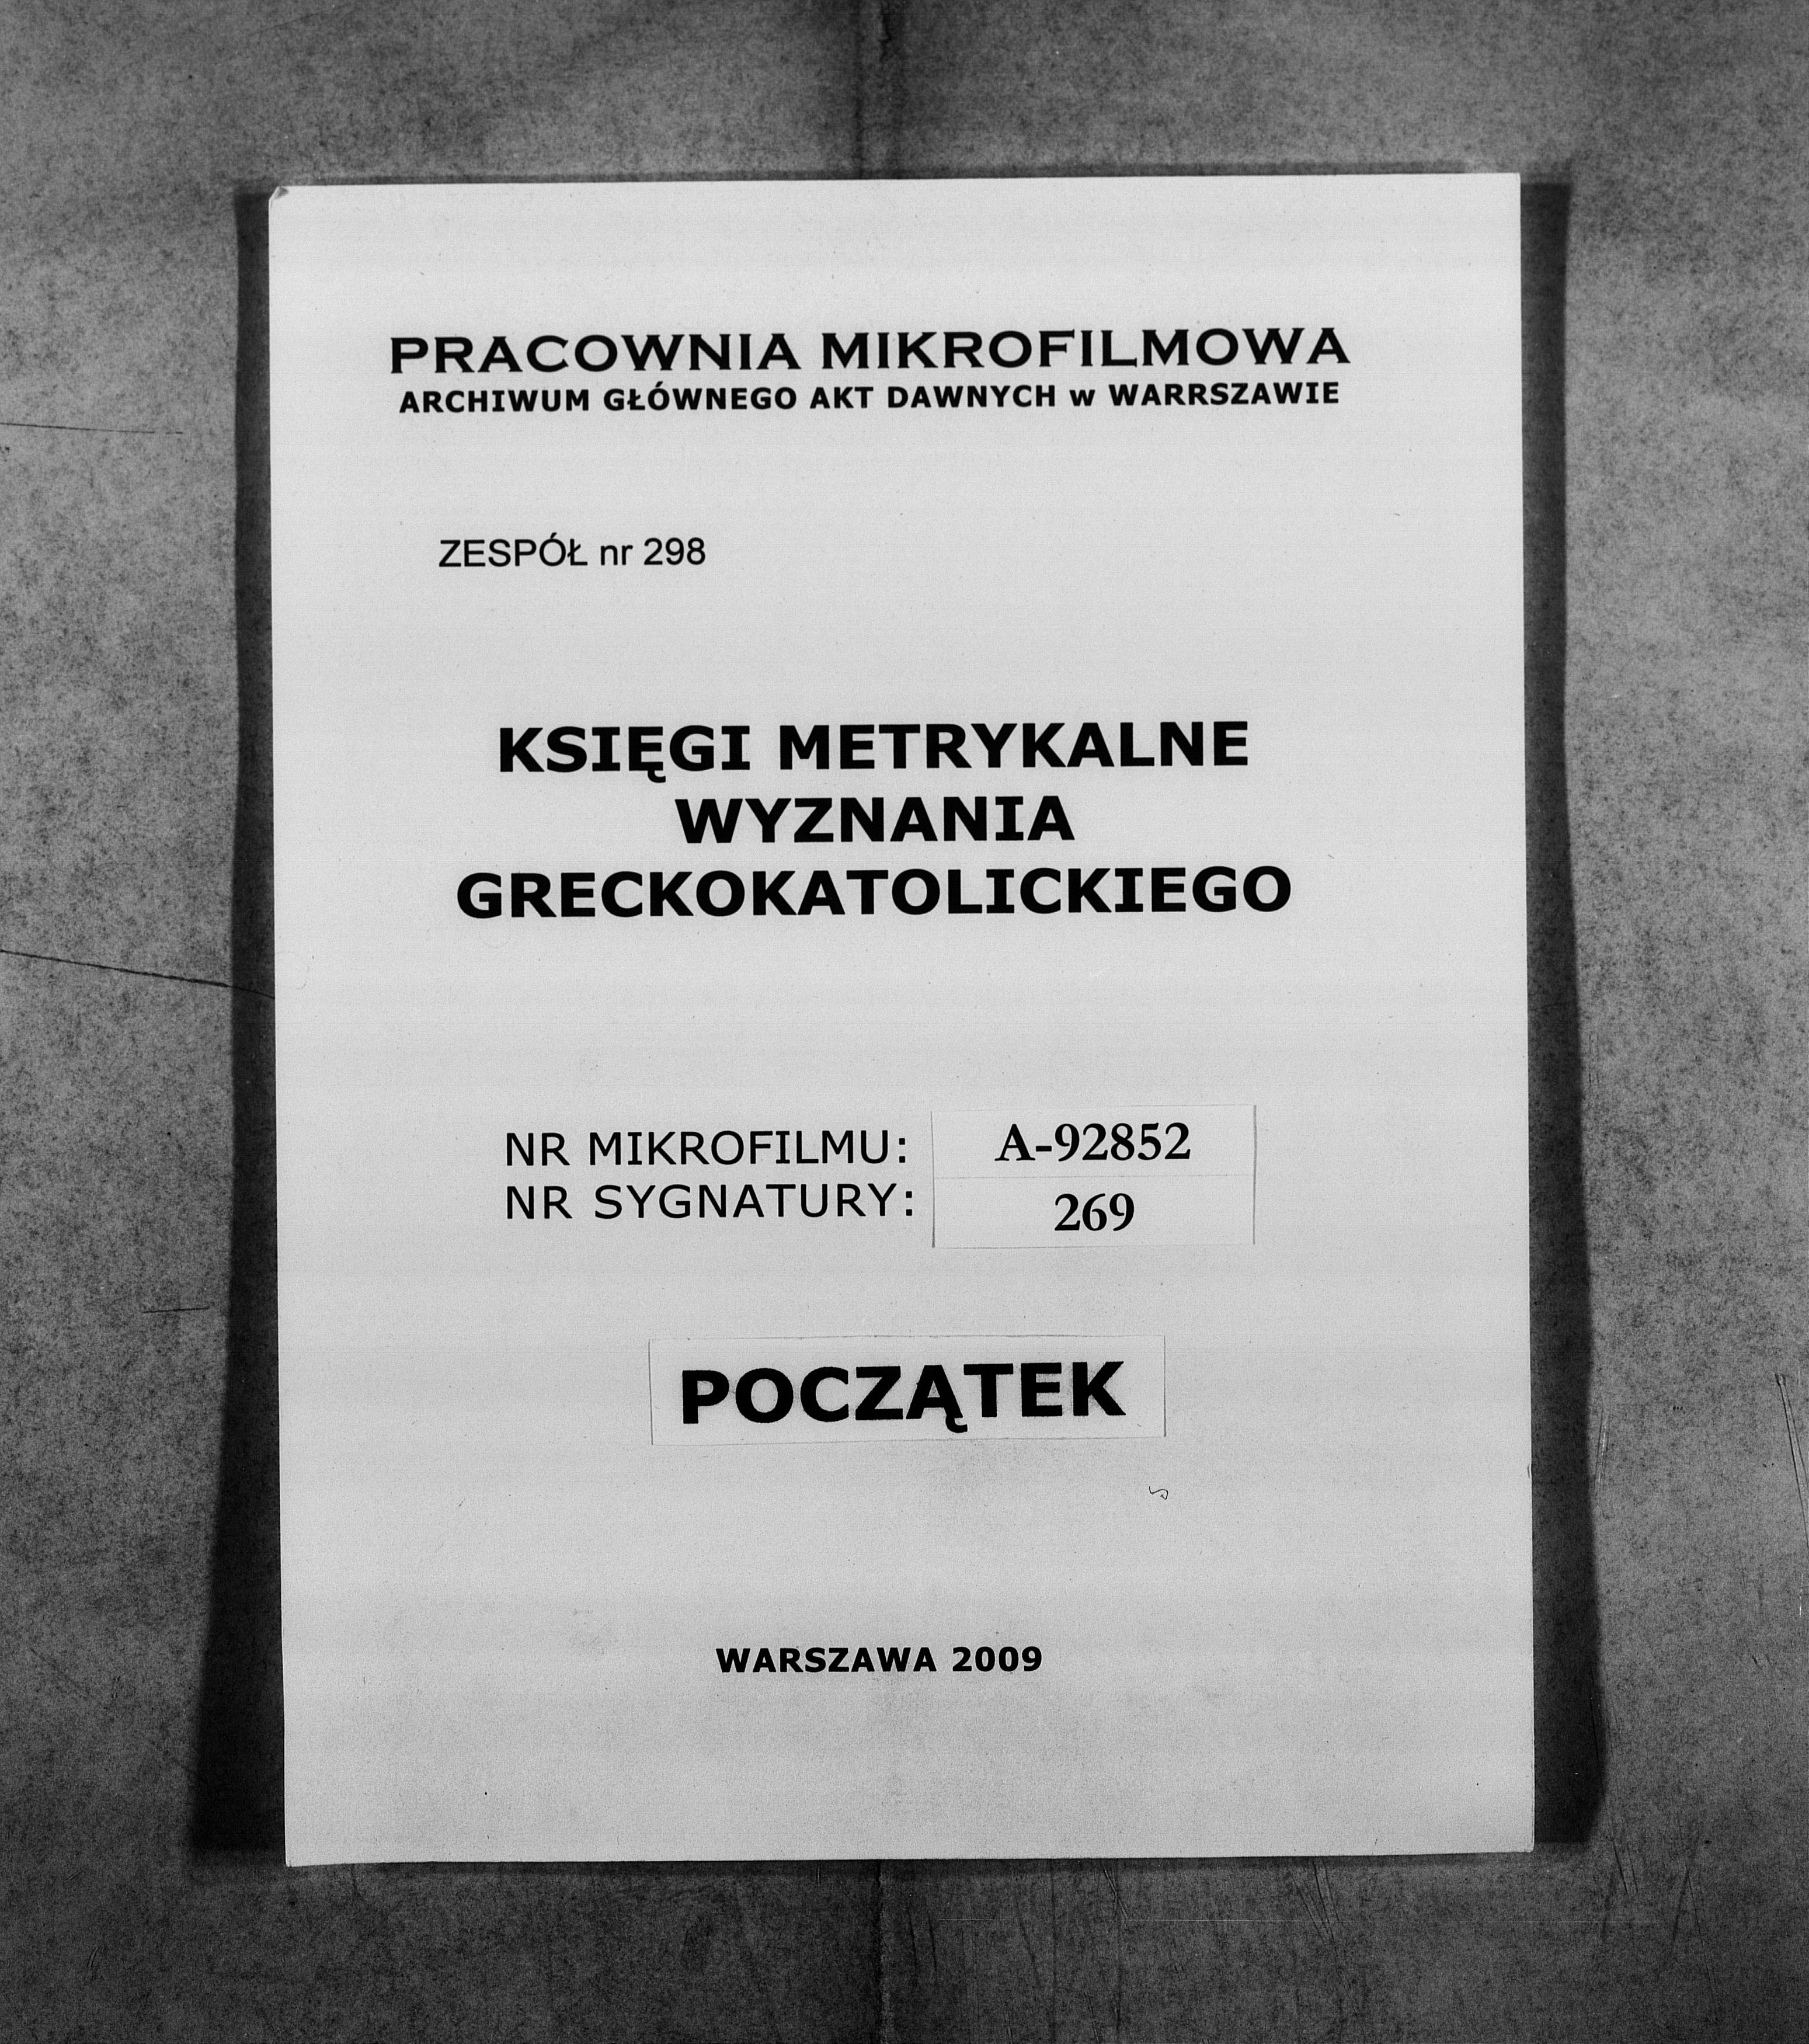 PRACOWNIA MIKROFILMOWA
ARCHIWUM GŁÓWNEGO AKT DAWNYCH w WARRSZAWIE
ZESPÓŁ nr 298
KSIĘGI METRYKALNE
WYZNANIA
GRECKOKATOLICKIEGO
NR MIKROFILMU: A-92852
NR SYGNATURY: 269
POCZĄTEK
WARSZAWA 2009